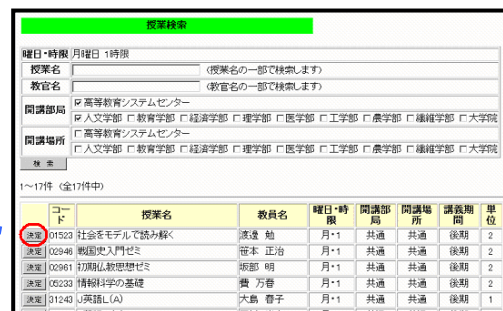 授業検索
曜日・時限 月曜日 1時限
授業名 (授業名の一部で検索します)
教官名 (教官名の一部で検索します)
開講部局 高等教育システムセンター
人文学部 教育学部 経済学部 理学部 医学部 工学部 農学部 繊維学部 大学院
開講場所 高等教育システムセンター
人文学部 教育学部 経済学部 理学部 医学部 工学部 農学部 繊維学部 大学院
検 索
1~17件 (全17件中)
コード 授業名 教員名 曜日・時限 開講部局 開講場所 講義期間 単位
決定 01523 社会をモデルで読み解く 渡邉 勉 月・1 共通 共通 後期 2
決定 02946 戦国史入門ゼミ 笹本 正治 月・1 共通 共通 後期 2
決定 02961 初期仏教思想ゼミ 坂部 明 月・1 共通 共通 後期 2
決定 05233 情報科学の基礎 費 万春 月・1 共通 共通 後期 2
決定 31243 J英語L(A) 大島 春子 月・1 共通 共通 後期 1